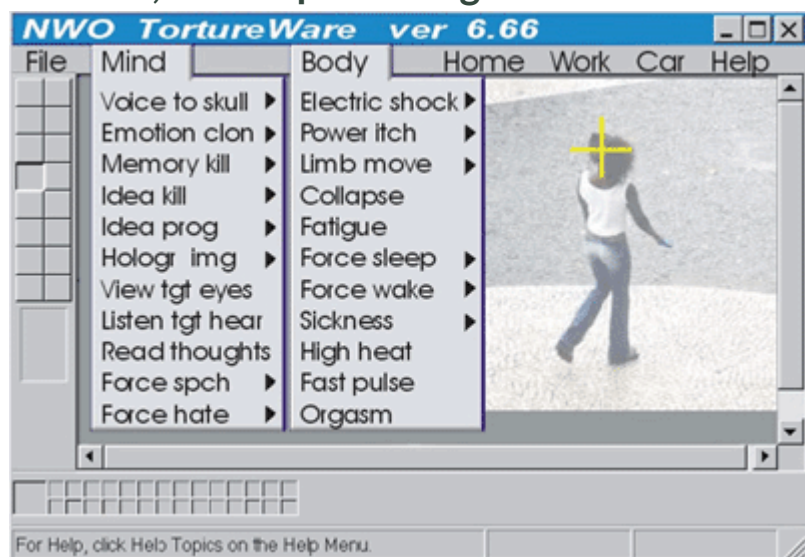 NWO TortureWare ver 6.66
File Mind Body Home Work Car Help
Voice to skull
Emotion clon
Memory kill
Idea kill
Idea prog
Hologr img
View tgt eyes
Listen tgt hear
Read thoughts
Force spch
Force hate
Electric shock
Power itch
Limb move
Collapse
Fatigue
Force sleep
Force wake
Sickness
High heat
Fast pulse
Orgasm
For Help, click Help Topics on the Help Menu.